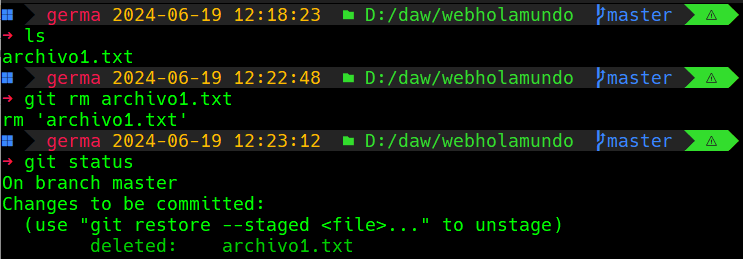 germa 2024-06-19 12:18:23 D:/daw/webholamundo master
→ ls
archivo1.txt
germa 2024-06-19 12:22:48 D:/daw/webholamundo master
→ git rm archivo1.txt
rm 'archivo1.txt'
germa 2024-06-19 12:23:12 D:/daw/webholamundo master
→ git status
On branch master
Changes to be committed:
  (use "git restore --staged <file>..." to unstage)
        deleted:    archivo1.txt